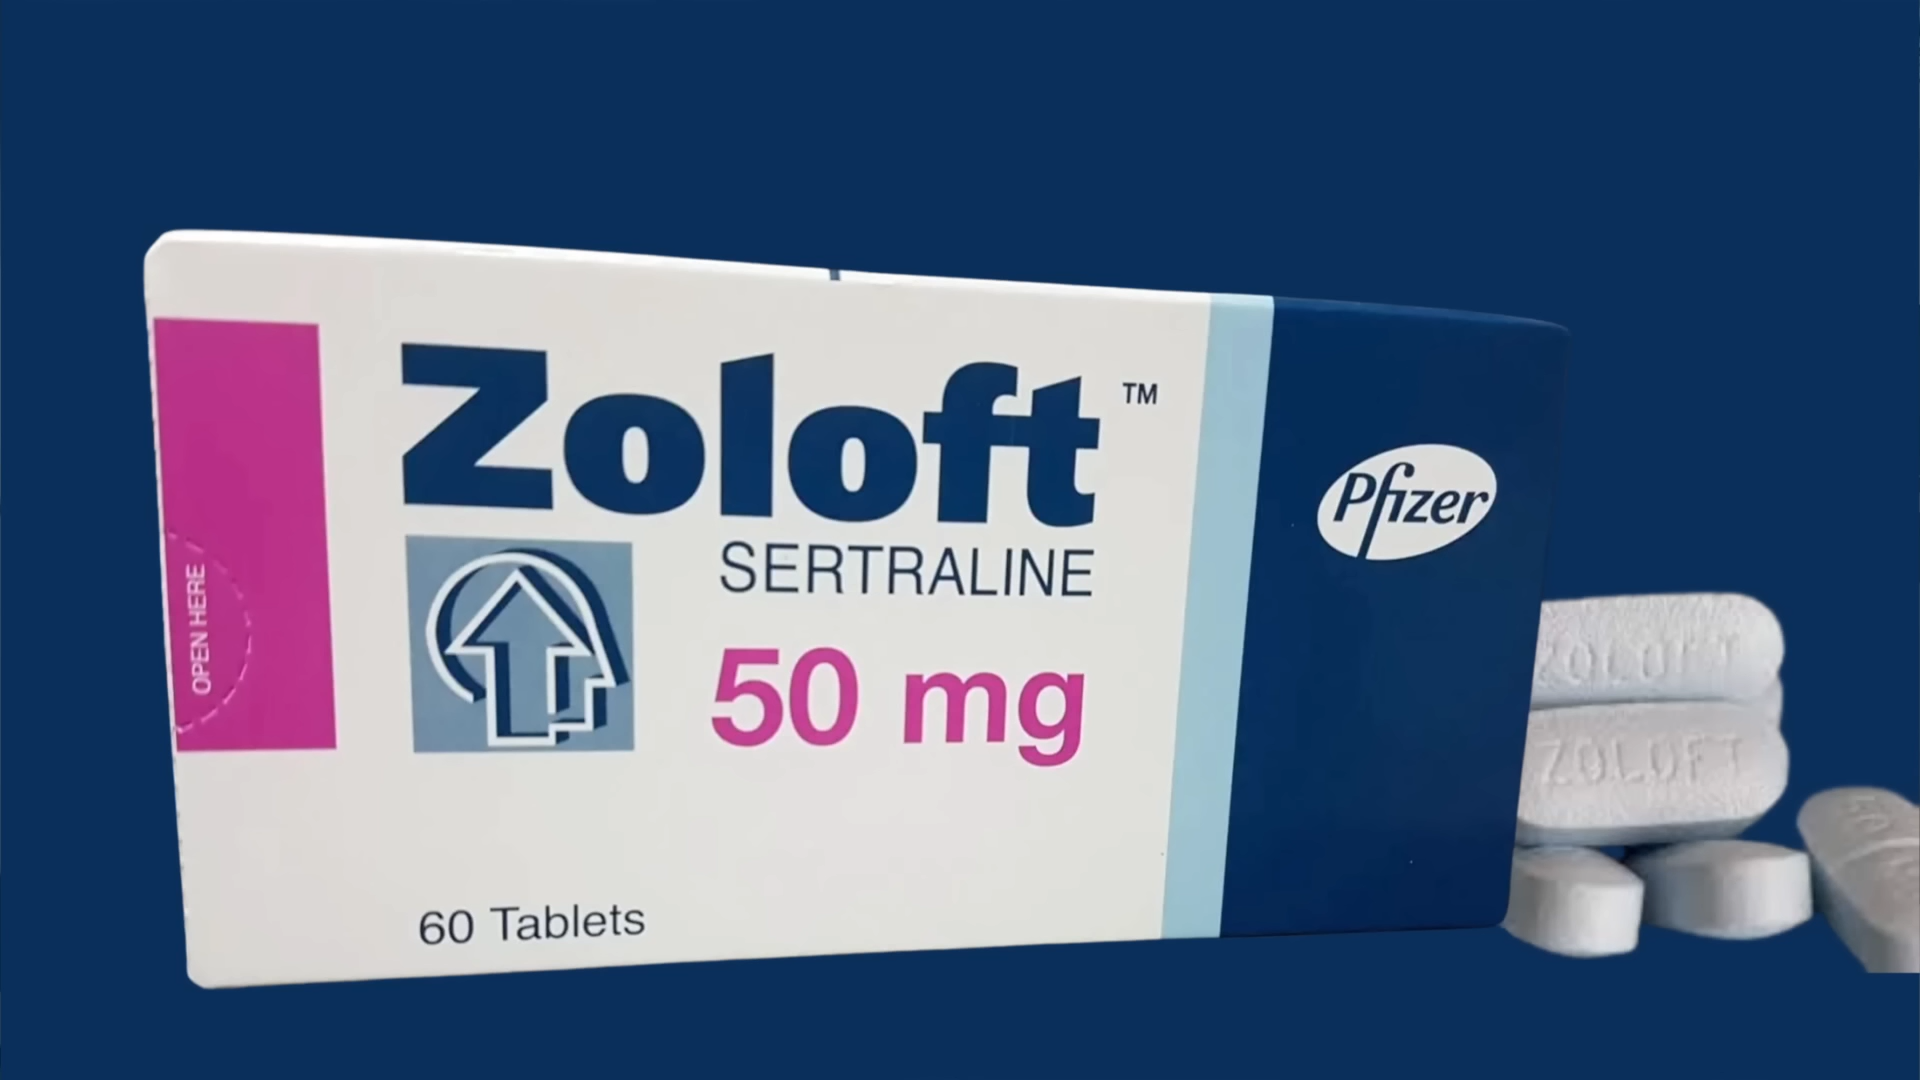 Zoloft™
SERTRALINE
50 mg
60 Tablets
OPEN HERE
Pfizer
ZOLOFT
ZOLOFT